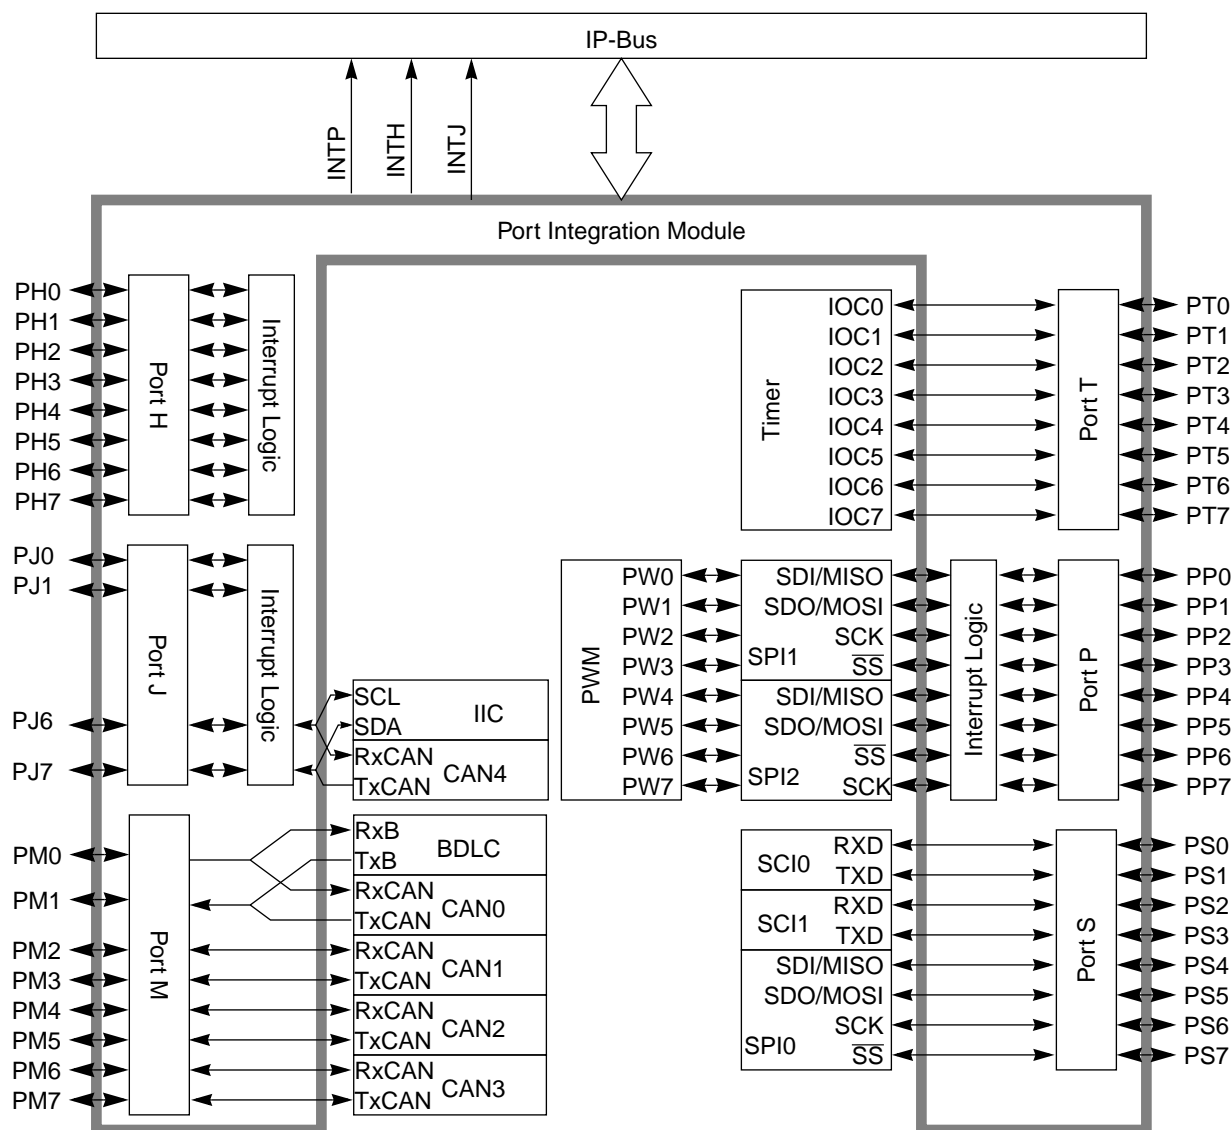 IP-Bus
INTP
INTH
INTJ
Port Integration Module
PH0
PH1
PH2
PH3
PH4
PH5
PH6
PH7
Port H
Interrupt Logic
PJ0
PJ1
PJ6
PJ7
Port J
Interrupt Logic
SCL
SDA
IIC
RxCAN
TxCAN
CAN4
PM0
PM1
PM2
PM3
PM4
PM5
PM6
PM7
Port M
RxB
TxB
BDLC
RxCAN
TxCAN
CAN0
RxCAN
TxCAN
CAN1
RxCAN
TxCAN
CAN2
RxCAN
TxCAN
CAN3
Timer
IOC0
IOC1
IOC2
IOC3
IOC4
IOC5
IOC6
IOC7
Port T
PT0
PT1
PT2
PT3
PT4
PT5
PT6
PT7
PWM
PW0
PW1
PW2
PW3
PW4
PW5
PW6
PW7
SDI/MISO
SDO/MOSI
SCK
SS
SPI1
SDI/MISO
SDO/MOSI
SS
SCK
SPI2
Interrupt Logic
Port P
PP0
PP1
PP2
PP3
PP4
PP5
PP6
PP7
SCI0
RXD
TXD
SCI1
RXD
TXD
SDI/MISO
SDO/MOSI
SCK
SS
SPI0
Port S
PS0
PS1
PS2
PS3
PS4
PS5
PS6
PS7